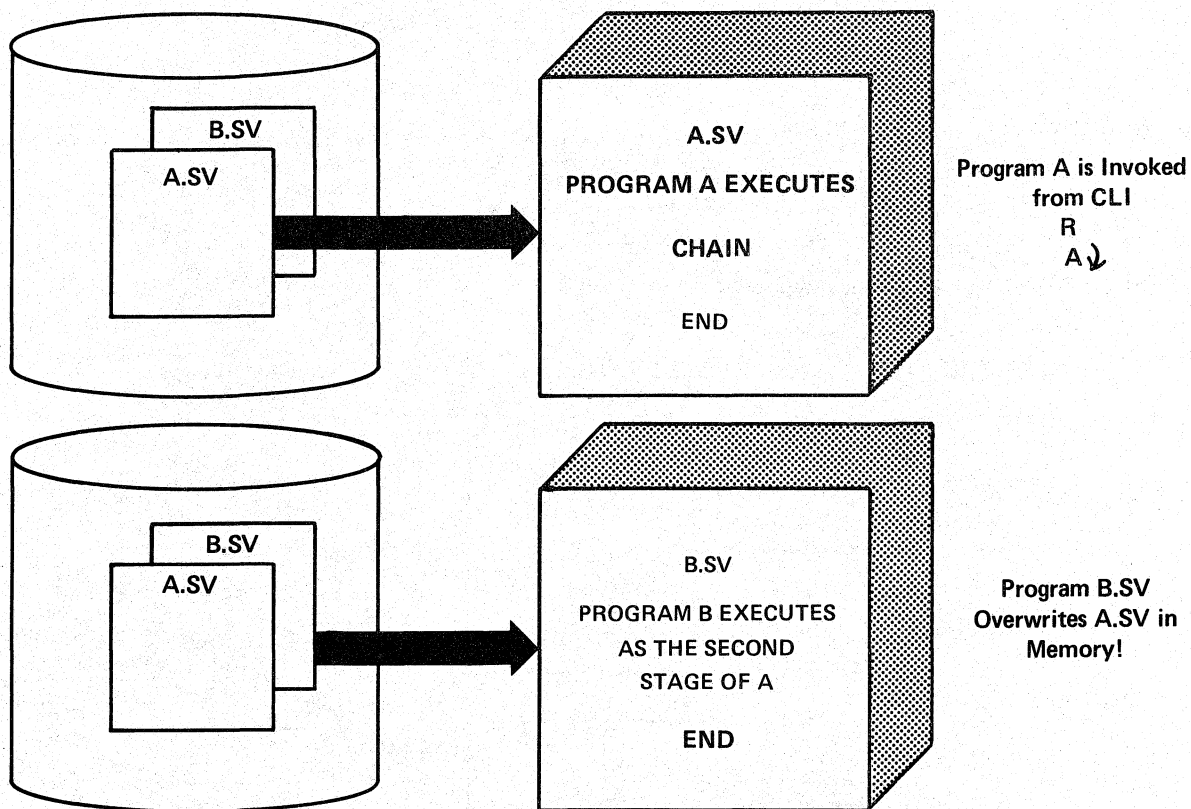 B.SV
A.SV
A.SV
PROGRAM A EXECUTES
CHAIN
END
Program A is Invoked
from CLI
R
A
B.SV
A.SV
B.SV
PROGRAM B EXECUTES
AS THE SECOND
STAGE OF A
END
Program B.SV
Overwrites A.SV in
Memory!